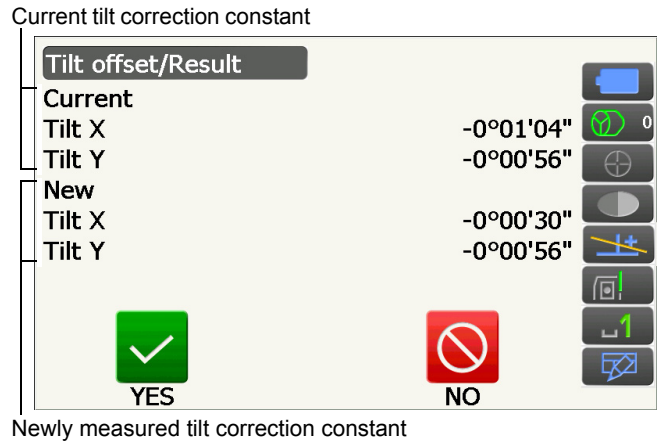 Current tilt correction constant
Tilt offset/Result
Current
Tilt X -0°01'04"
Tilt Y -0°00'56"
New
Tilt X -0°00'30"
Tilt Y -0°00'56"
0
1
YES NO
Newly measured tilt correction constant